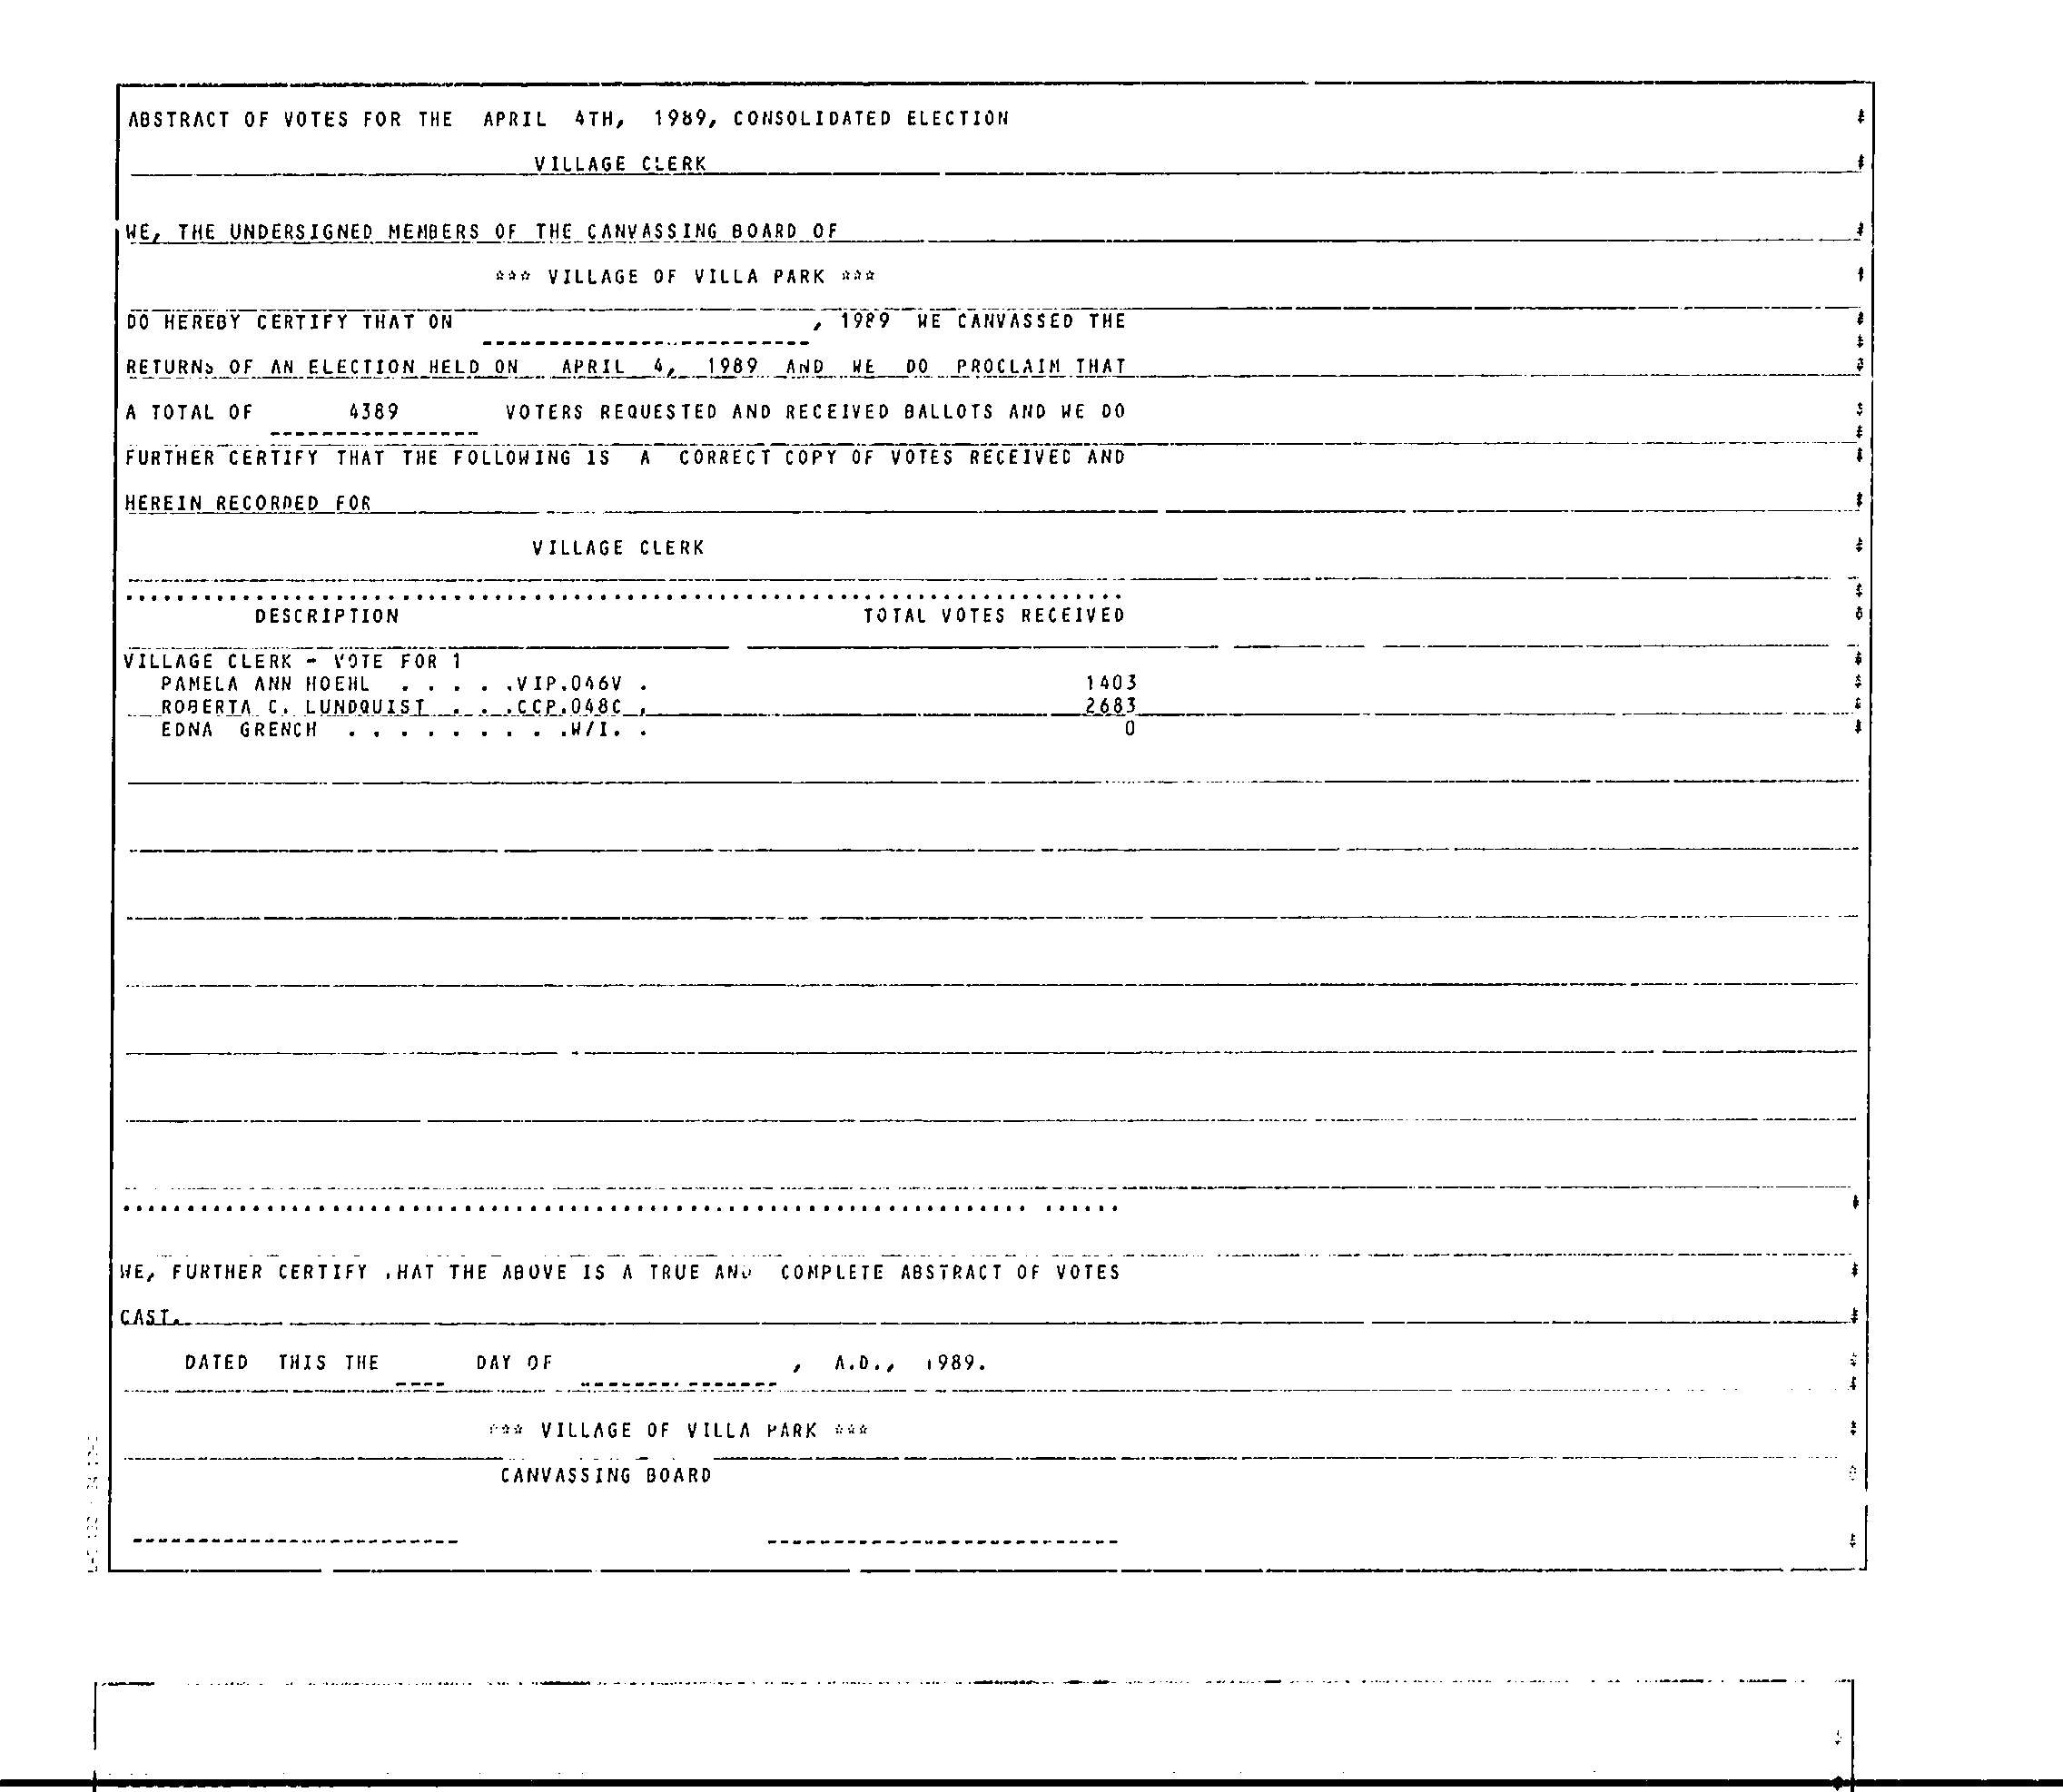 ABSTRACT OF VOTES FOR THE APRIL 4TH, 1989, CONSOLIDATED ELECTION
VILLAGE CLERK
WE, THE UNDERSIGNED MEMBERS OF THE CANVASSING BOARD OF
*** VILLAGE OF VILLA PARK ***
DO HEREBY CERTIFY THAT ON , 1989 WE CANVASSED THE
RETURNS OF AN ELECTION HELD ON APRIL 4, 1989 AND WE DO PROCLAIM THAT
A TOTAL OF 4389 VOTERS REQUESTED AND RECEIVED BALLOTS AND WE DO
FURTHER CERTIFY THAT THE FOLLOWING IS A CORRECT COPY OF VOTES RECEIVED AND
HEREIN RECORDED FOR
VILLAGE CLERK
DESCRIPTION TOTAL VOTES RECEIVED
VILLAGE CLERK - VOTE FOR 1
PAMELA ANN HOEHL . . . . .VIP.046V . 1403
ROBERTA C. LUNDQUIST . . .CCP.048C . 2683
EDNA GRENCH . . . . . . . . .W/I. . 0
WE, FURTHER CERTIFY THAT THE ABOVE IS A TRUE AND COMPLETE ABSTRACT OF VOTES
CAST.
DATED THIS THE DAY OF , A.D., 1989.
*** VILLAGE OF VILLA PARK ***
CANVASSING BOARD